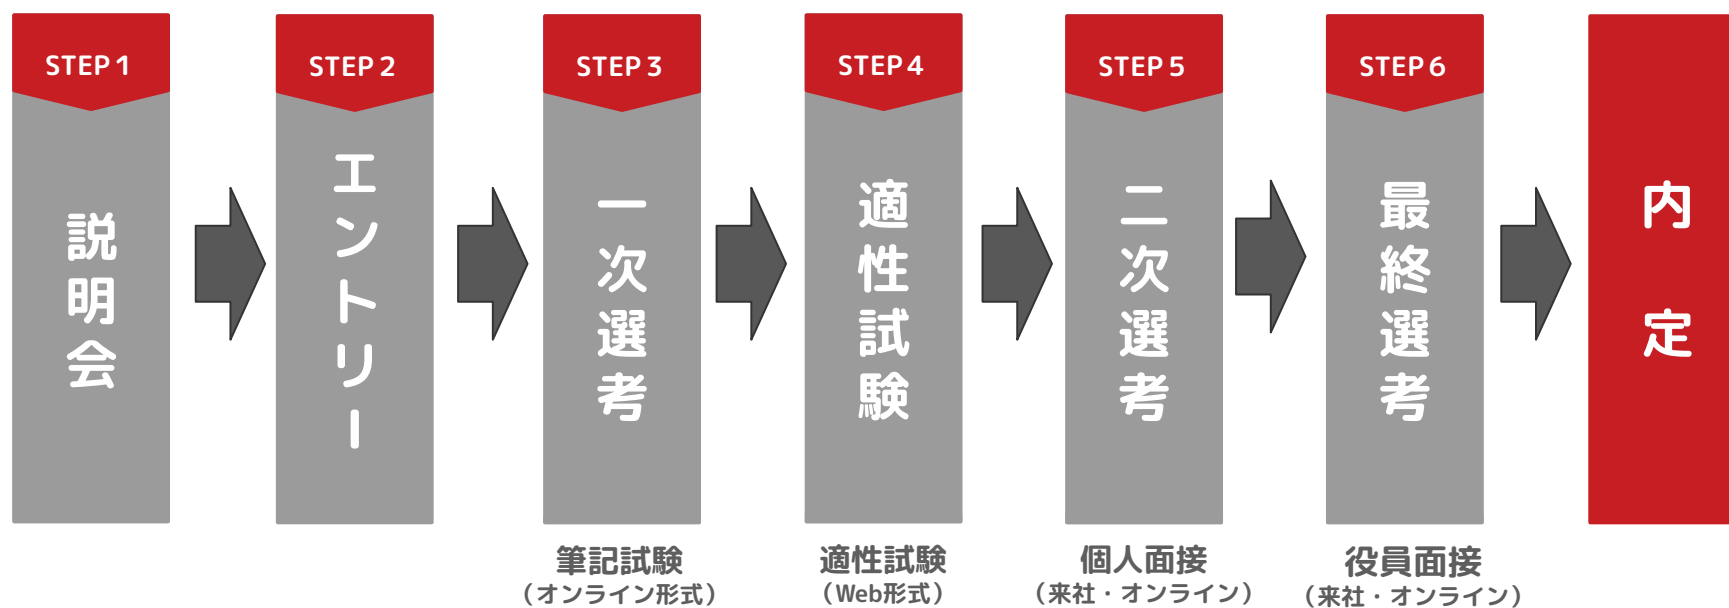 STEP 1
説明会
STEP 2
エントリー
STEP 3
一次選考
筆記試験
（オンライン形式）
STEP 4
適性試験
適性試験
（Web形式）
STEP 5
二次選考
個人面接
（来社・オンライン）
STEP 6
最終選考
役員面接
（来社・オンライン）
内定